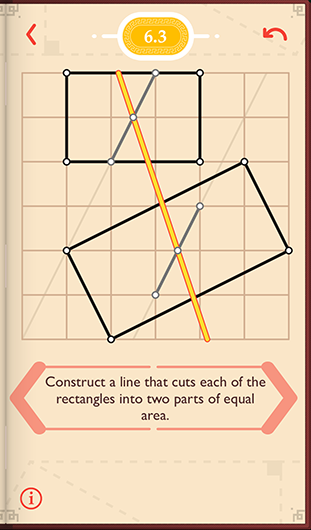 6.3
Construct a line that cuts each of the
rectangles into two parts of equal
area.
i